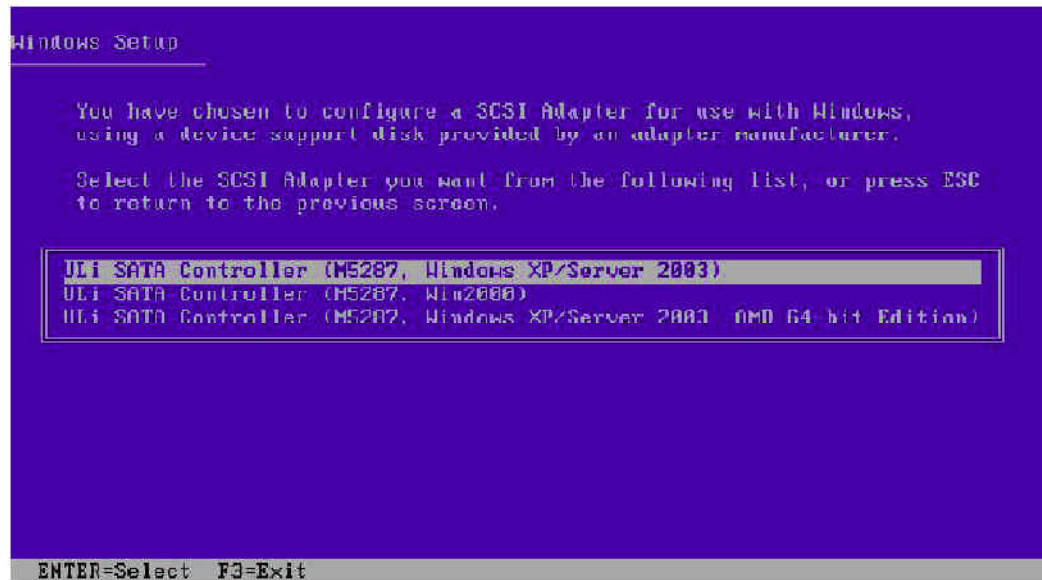 Windows Setup
You have chosen to configure a SCSI Adapter for use with Windows,
using a device support disk provided by an adapter manufacturer.
Select the SCSI Adapter you want from the following list, or press ESC
to return to the previous screen.
ULi SATA Controller (M5287, Windows XP/Server 2003)
ULi SATA Controller (M5287, Win2000)
ULi SATA Controller (M5287, Windows XP/Server 2003 AMD 64-bit Edition)
ENTER=Select F3=Exit